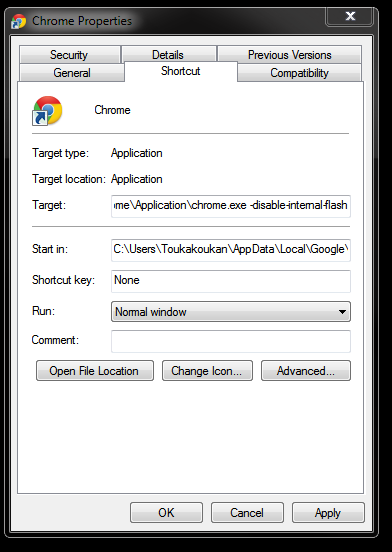 Chrome Properties
Security Details Previous Versions
General Shortcut Compatibility
Chrome
Target type: Application
Target location: Application
Target: ome\Application\chrome.exe -disable-internal-flash
Start in: C:\Users\Toukakoukan\AppData\Local\Google\
Shortcut key: None
Run: Normal window
Comment:
Open File Location Change Icon... Advanced...
OK Cancel Apply